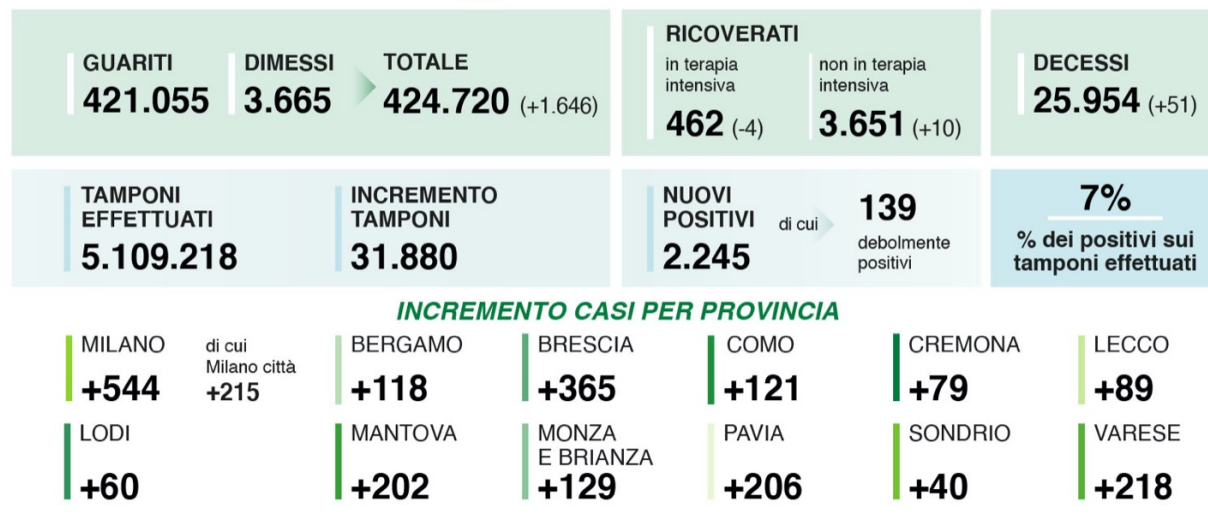 GUARITI
421.055
DIMESSI
3.665
TOTALE
424.720 (+1.646)
RICOVERATI
in terapia
intensiva
462 (-4)
non in terapia
intensiva
3.651 (+10)
DECESSI
25.954 (+51)
TAMPONI
EFFETTUATI
5.109.218
INCREMENTO
TAMPONI
31.880
NUOVI
POSITIVI
2.245
di cui
139
debolmente
positivi
7%
% dei positivi sui
tamponi effettuati
INCREMENTO CASI PER PROVINCIA
MILANO
+544
di cui
Milano città
+215
BERGAMO
+118
BRESCIA
+365
COMO
+121
CREMONA
+79
LECCO
+89
LODI
+60
MANTOVA
+202
MONZA
E BRIANZA
+129
PAVIA
+206
SONDRIO
+40
VARESE
+218